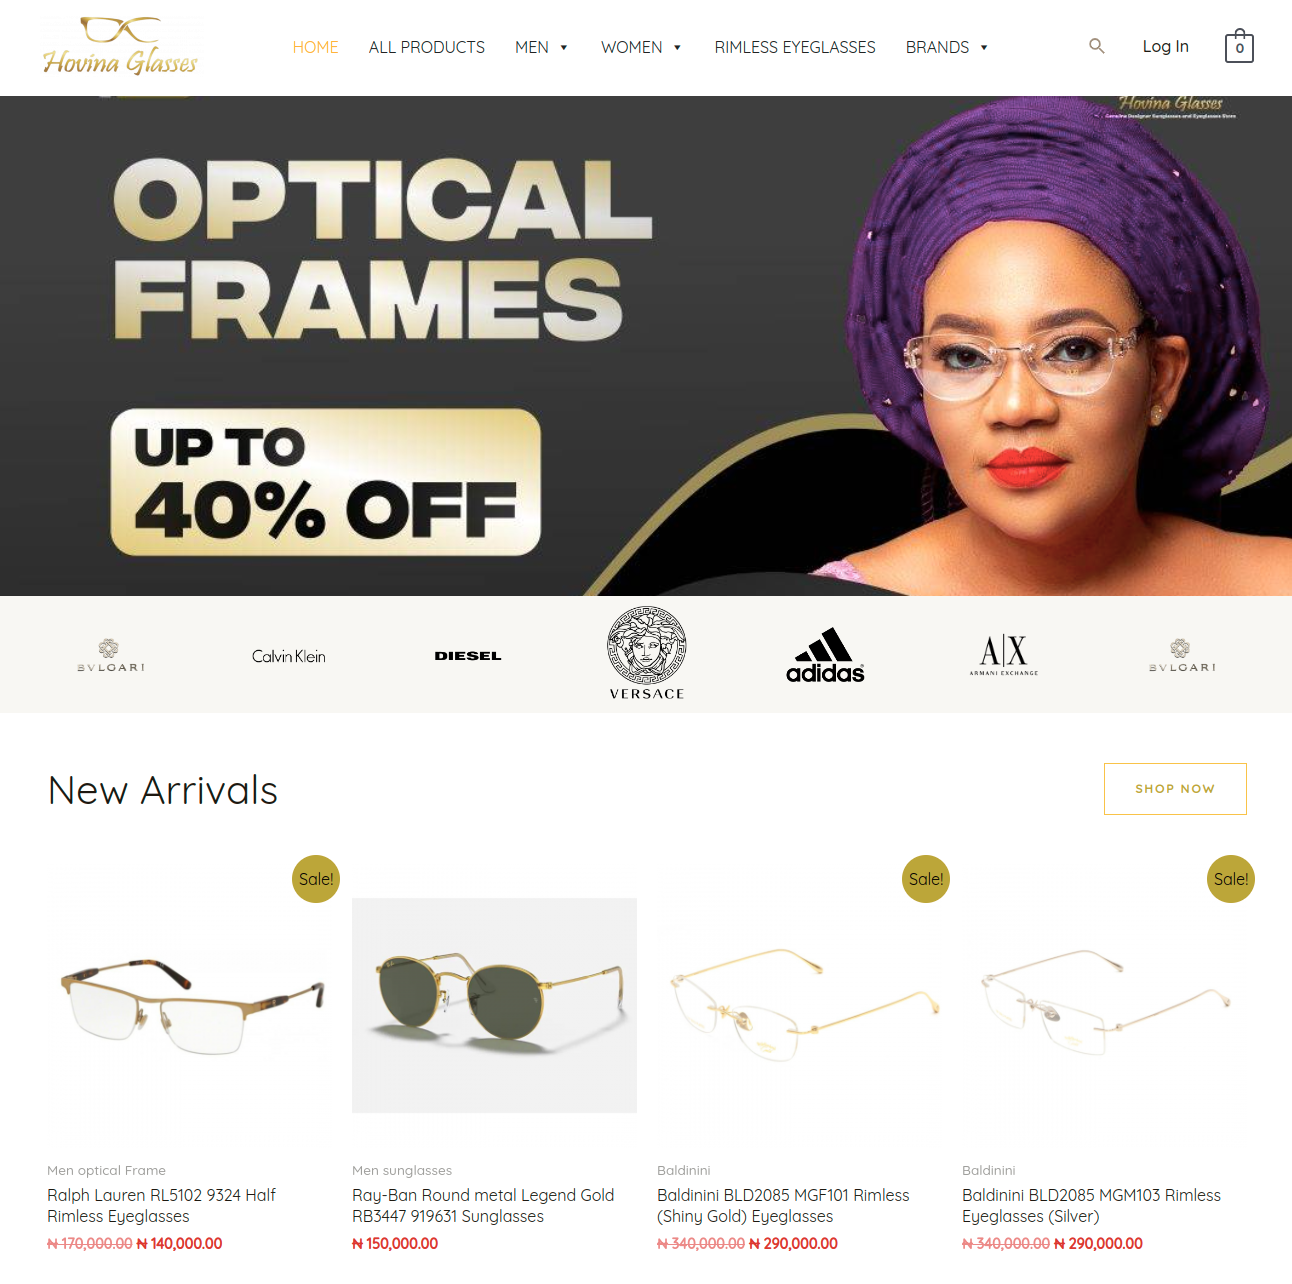 Hovina Glasses
HOME
ALL PRODUCTS
MEN
WOMEN
RIMLESS EYEGLASSES
BRANDS
Log In
0
Hovina Glasses
Genuine Designer Sunglasses and Eyeglasses Store
OPTICAL
FRAMES
UP TO
40% OFF
BVLGARI
Calvin Klein
DIESEL
VERSACE
adidas
A|X
ARMANI EXCHANGE
BVLGARI
New Arrivals
SHOP NOW
Sale!
Sale!
Sale!
Men optical Frame
Ralph Lauren RL5102 9324 Half
Rimless Eyeglasses
₦ 170,000.00 ₦ 140,000.00
Men sunglasses
Ray-Ban Round metal Legend Gold
RB3447 919631 Sunglasses
₦ 150,000.00
Baldinini
Baldinini BLD2085 MGF101 Rimless
(Shiny Gold) Eyeglasses
₦ 340,000.00 ₦ 290,000.00
Baldinini
Baldinini BLD2085 MGM103 Rimless
Eyeglasses (Silver)
₦ 340,000.00 ₦ 290,000.00